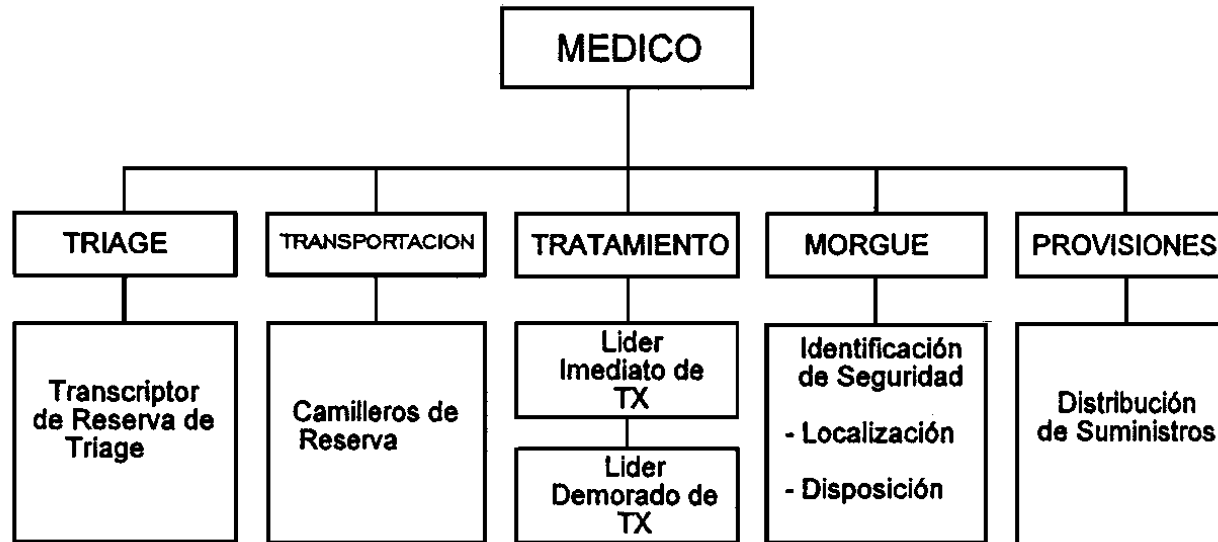 MEDICO
TRIAGE
TRANSPORTACION
TRATAMIENTO
MORGUE
PROVISIONES
Transcriptor
de Reserva de
Triage
Camilleros de
Reserva
Lider
Imediato de
TX
Lider
Demorado de
TX
Identificación
de Seguridad
- Localización
- Disposición
Distribución
de Suministros